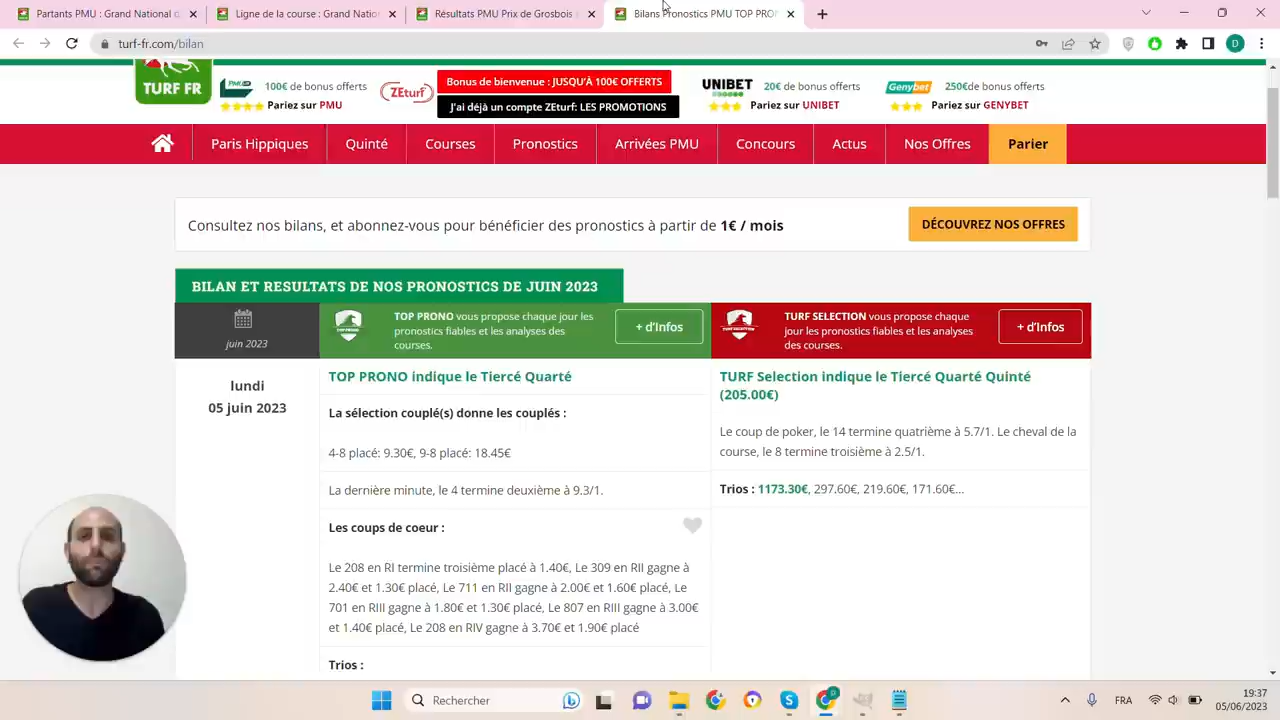 Partants PMU : Grand National d
Ligne de la course : Grand Natio
Résultats PMU Prix de Grosbois
Bilans Pronostics PMU TOP PRON
turf-fr.com/bilan
D
TURF FR
PMU
100€ de bonus offerts
Pariez sur PMU
ZEturf
Bonus de bienvenue : JUSQU'À 100€ OFFERTS
J'ai déjà un compte ZEturf: LES PROMOTIONS
UNIBET
20€ de bonus offerts
Pariez sur UNIBET
Genybet
250€de bonus offerts
Pariez sur GENYBET
Paris Hippiques
Quinté
Courses
Pronostics
Arrivées PMU
Concours
Actus
Nos Offres
Parier
Consultez nos bilans, et abonnez-vous pour bénéficier des pronostics à partir de 1€ / mois
DÉCOUVREZ NOS OFFRES
BILAN ET RESULTATS DE NOS PRONOSTICS DE JUIN 2023
juin 2023
TOP PRONO vous propose chaque jour les
pronostics fiables et les analyses des
courses.
+ d'Infos
TURF SELECTION vous propose chaque
jour les pronostics fiables et les analyses
des courses.
+ d'Infos
lundi
05 juin 2023
TOP PRONO indique le Tiercé Quarté
La sélection couplé(s) donne les couplés :
4-8 placé: 9.30€, 9-8 placé: 18.45€
La dernière minute, le 4 termine deuxième à 9.3/1.
Les coups de coeur :
Le 208 en RI termine troisième placé à 1.40€, Le 309 en RII gagne à
2.40€ et 1.30€ placé, Le 711 en RII gagne à 2.00€ et 1.60€ placé, Le
701 en RIII gagne à 1.80€ et 1.30€ placé, Le 807 en RIII gagne à 3.00€
et 1.40€ placé, Le 208 en RIV gagne à 3.70€ et 1.90€ placé
Trios :
TURF Selection indique le Tiercé Quarté Quinté
(205.00€)
Le coup de poker, le 14 termine quatrième à 5.7/1. Le cheval de la
course, le 8 termine troisième à 2.5/1.
Trios : 1173.30€, 297.60€, 219.60€, 171.60€...
Rechercher
FRA
19:37
05/06/2023